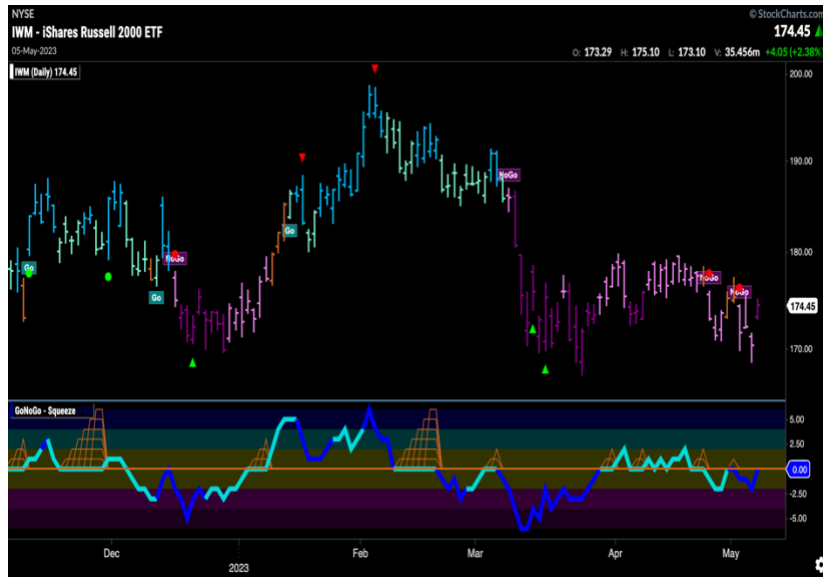 NYSE
© StockCharts.com
IWM - iShares Russell 2000 ETF
174.45
05-May-2023
O: 173.29 H: 175.10 L: 173.10 V: 35.456m +4.05 (+2.38%)
IWM (Daily) 174.45
200.00
190.00
NoGo
Go
180.00
NoGo
Go
NoGo
Go
NoGo
174.45
170.00
GoNoGo - Squeeze
5.00
2.50
0.00
-2.50
-5.00
Dec
Feb
Mar
Apr
May
2023